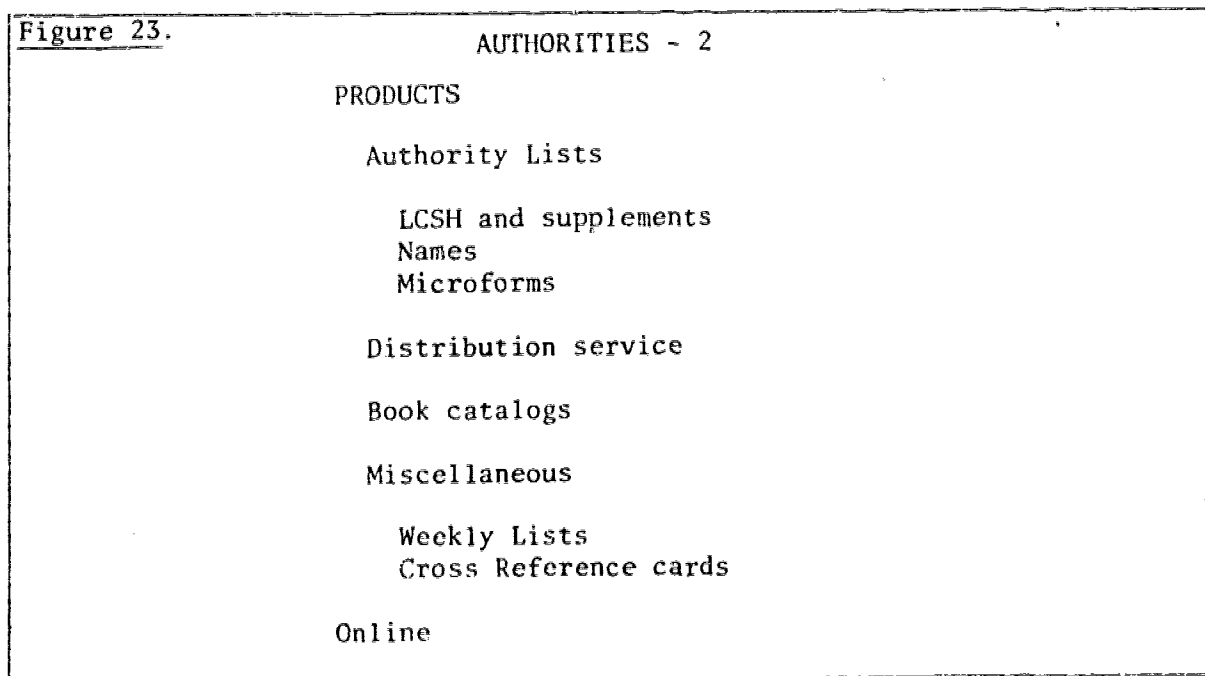 Figure 23.
AUTHORITIES - 2
PRODUCTS
Authority Lists
LCSH and supplements
Names
Microforms
Distribution service
Book catalogs
Miscellaneous
Weekly Lists
Cross Reference cards
Online